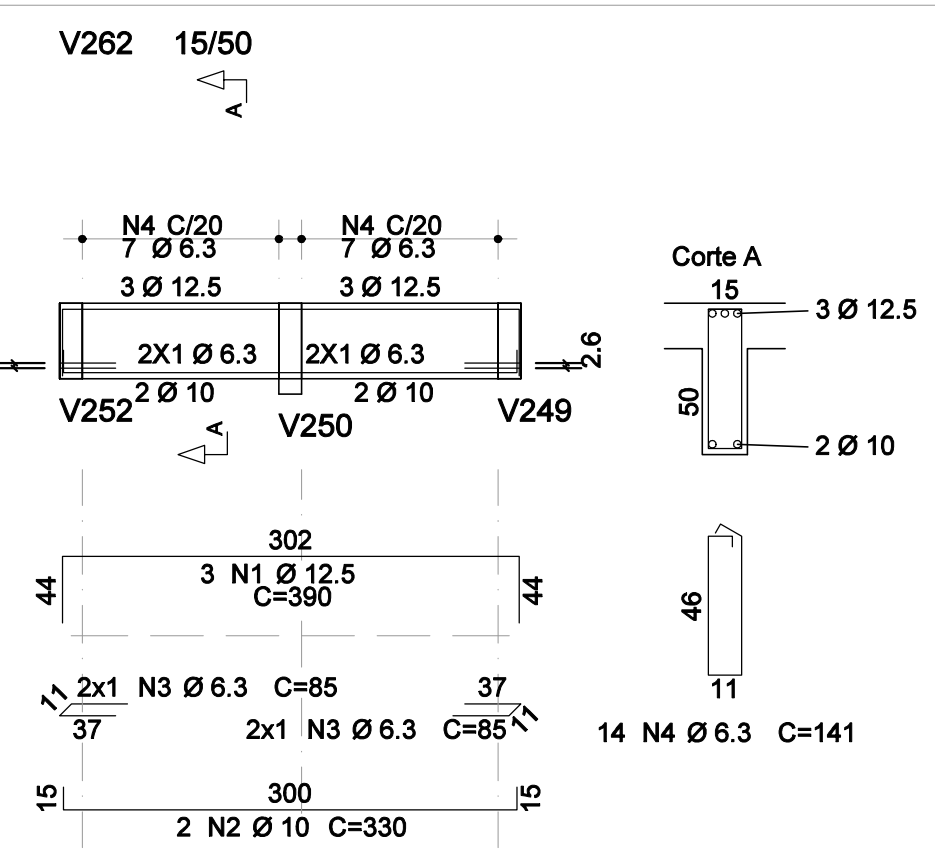 V262 15/50
A
N4 C/20 N4 C/20
7 Ø 6.3 7 Ø 6.3
3 Ø 12.5 3 Ø 12.5
2X1 Ø 6.3 2X1 Ø 6.3
2.6
2 Ø 10 2 Ø 10
V252 V250 V249
A
Corte A
15
3 Ø 12.5
50
2 Ø 10
302
44 3 N1 Ø 12.5 44
C=390
11 2x1 N3 Ø 6.3 C=85 37
37 2x1 N3 Ø 6.3 C=85 11
15 300 15
2 N2 Ø 10 C=330
46
11
14 N4 Ø 6.3 C=141